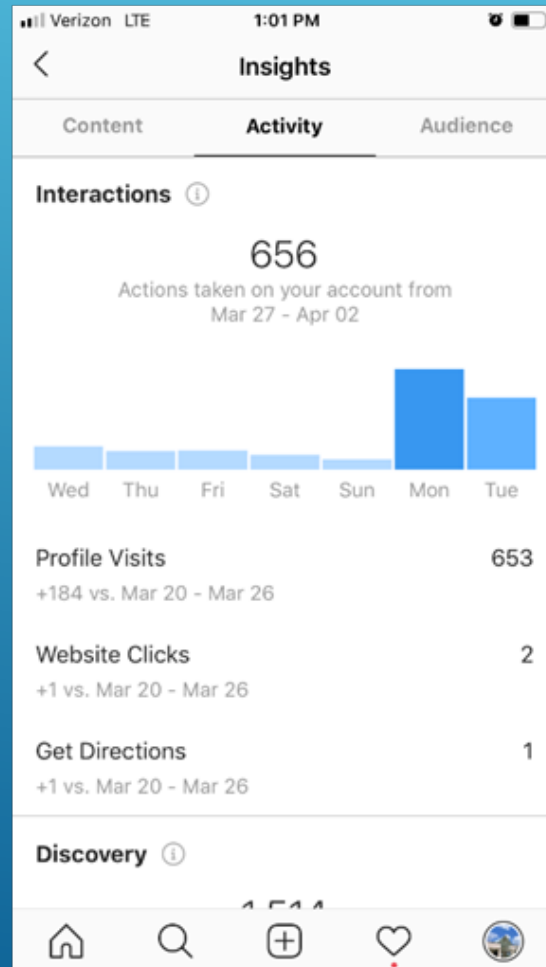 Verizon LTE 1:01 PM
Insights
Content Activity Audience
Interactions
656
Actions taken on your account from
Mar 27 - Apr 02
Wed Thu Fri Sat Sun Mon Tue
Profile Visits 653
+184 vs. Mar 20 - Mar 26
Website Clicks 2
+1 vs. Mar 20 - Mar 26
Get Directions 1
+1 vs. Mar 20 - Mar 26
Discovery
1,514